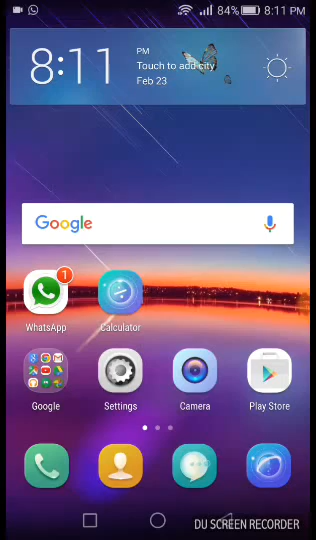 84% 8:11 PM
8:11
PM
Touch to add city
Feb 23
Google
1
WhatsApp
Calculator
Google
Settings
Camera
Play Store
DU SCREEN RECORDER